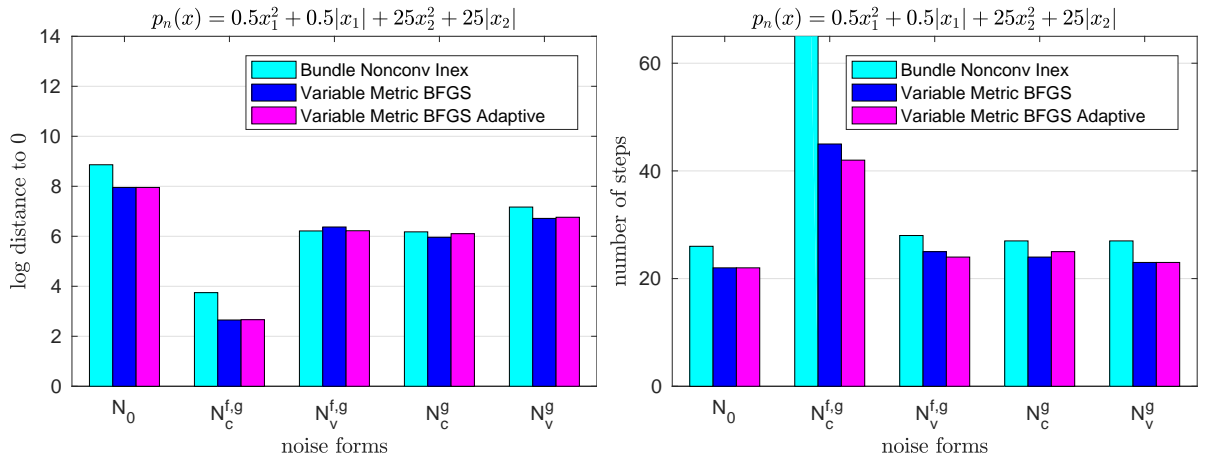 p_n(x) = 0.5x_1^2 + 0.5|x_1| + 25x_2^2 + 25|x_2|
14
12
10
8
6
4
2
0
log distance to 0
Bundle Nonconv Inex
Variable Metric BFGS
Variable Metric BFGS Adaptive
N_0
N_c^{f,g}
N_v^{f,g}
N_c^g
N_v^g
noise forms
p_n(x) = 0.5x_1^2 + 0.5|x_1| + 25x_2^2 + 25|x_2|
60
40
20
0
number of steps
Bundle Nonconv Inex
Variable Metric BFGS
Variable Metric BFGS Adaptive
N_0
N_c^{f,g}
N_v^{f,g}
N_c^g
N_v^g
noise forms